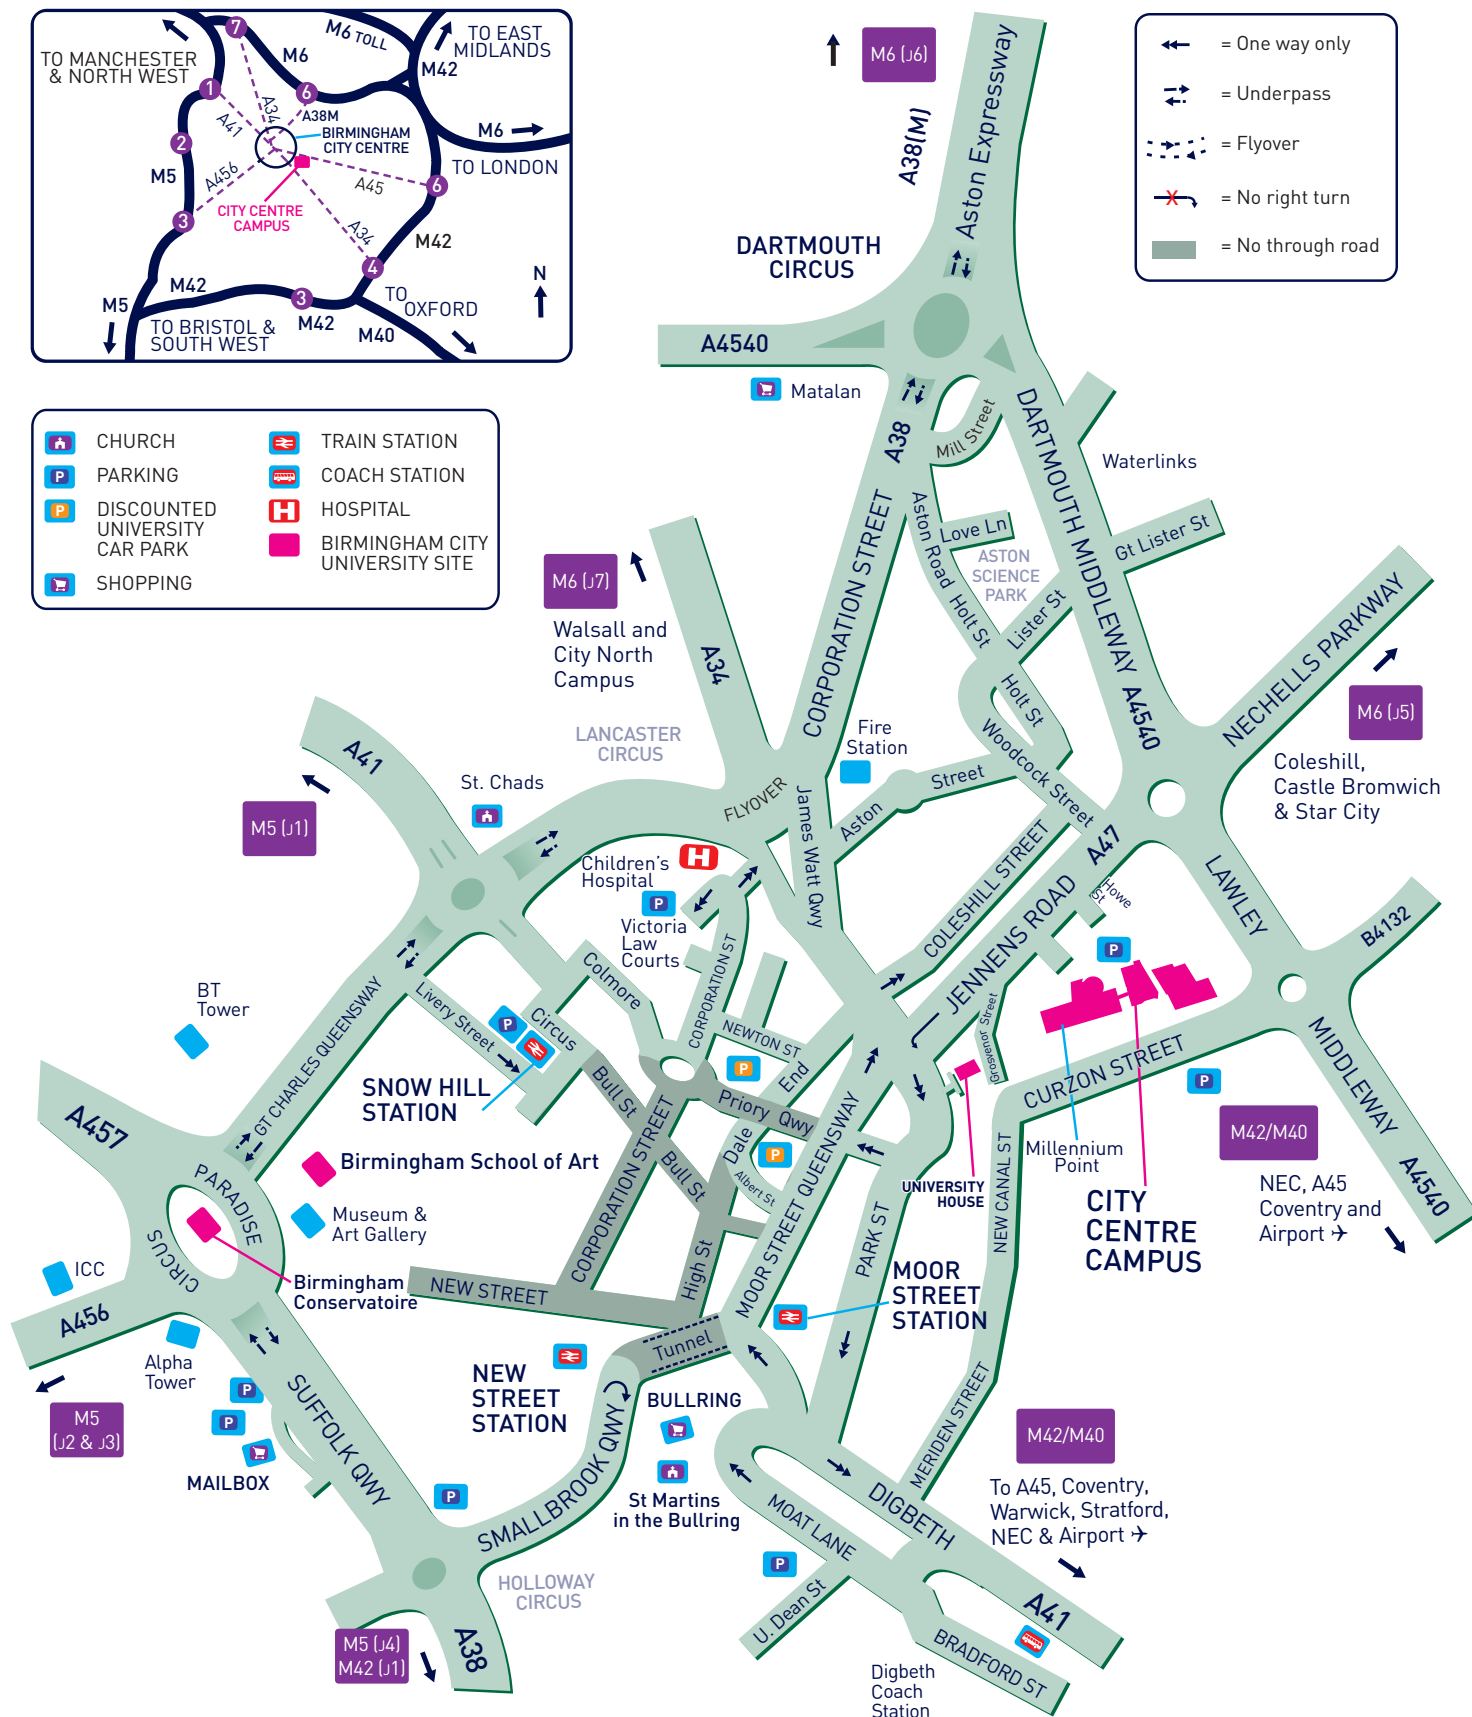 7
M6 TOLL
TO EAST
MIDLANDS
TO MANCHESTER
& NORTH WEST
M6
M42
1
6
A34
A38M
A41
BIRMINGHAM
CITY CENTRE
M6
2
TO LONDON
M5
A456
A45
6
CITY CENTRE
CAMPUS
3
A34
M42
4
N
M42
3
TO
OXFORD
M5
M42
M40
TO BRISTOL &
SOUTH WEST
CHURCH
PARKING
DISCOUNTED
UNIVERSITY
CAR PARK
SHOPPING
TRAIN STATION
COACH STATION
HOSPITAL
BIRMINGHAM CITY
UNIVERSITY SITE
P
P
H
= One way only
= Underpass
= Flyover
X
= No right turn
= No through road
M6 (J6)
A38(M)
Aston Expressway
DARTMOUTH
CIRCUS
A4540
Matalan
A38
Mill Street
DARTMOUTH MIDDLEWAY A4540
Waterlinks
CORPORATION STREET
Aston Road
Love Ln
Gt Lister St
ASTON
SCIENCE
PARK
Holt St
Lister St
NECHELLS PARKWAY
M6 (J7)
Walsall and
City North
Campus
A34
M6 (J5)
Coleshill,
Castle Bromwich
& Star City
Holt St
Woodcock Street
LANCASTER
CIRCUS
Fire
Station
A41
M5 (J1)
St. Chads
FLYOVER
James Watt Qwy
Aston
Street
A47
Children's
Hospital
H
P
Victoria
Law
Courts
COLESHILL STREET
JENNENS ROAD
Howe
St
LAWLEY
B4132
P
BT
Tower
GT CHARLES QUEENSWAY
Livery Street
Colmore
Circus
P
CORPORATION ST
NEWTON ST
Grosvenor Street
CURZON STREET
MIDDLEWAY
P
SNOW HILL
STATION
Bull St
P
End
Priory Qwy
Dale
P
Albert St
Millennium
Point
M42/M40
NEC, A45
Coventry and
Airport
A4540
A457
PARADISE
CIRCUS
Birmingham School of Art
Museum &
Art Gallery
CORPORATION STREET
Bull St
MOOR STREET QUEENSWAY
UNIVERSITY
HOUSE
NEW CANAL ST
CITY
CENTRE
CAMPUS
ICC
Birmingham
Conservatoire
NEW STREET
High St
PARK ST
MOOR
STREET
STATION
A456
Alpha
Tower
Tunnel
NEW
STREET
STATION
M5
(J2 & J3)
P
P
MAILBOX
SUFFOLK QWY
P
SMALLBROOK QWY
BULLRING
St Martins
in the Bullring
MERIDEN STREET
M42/M40
To A45, Coventry,
Warwick, Stratford,
NEC & Airport
DIGBETH
MOAT LANE
P
U. Dean St
HOLLOWAY
CIRCUS
A41
M5 (J4)
M42 (J1)
A38
BRADFORD ST
Digbeth
Coach
Station